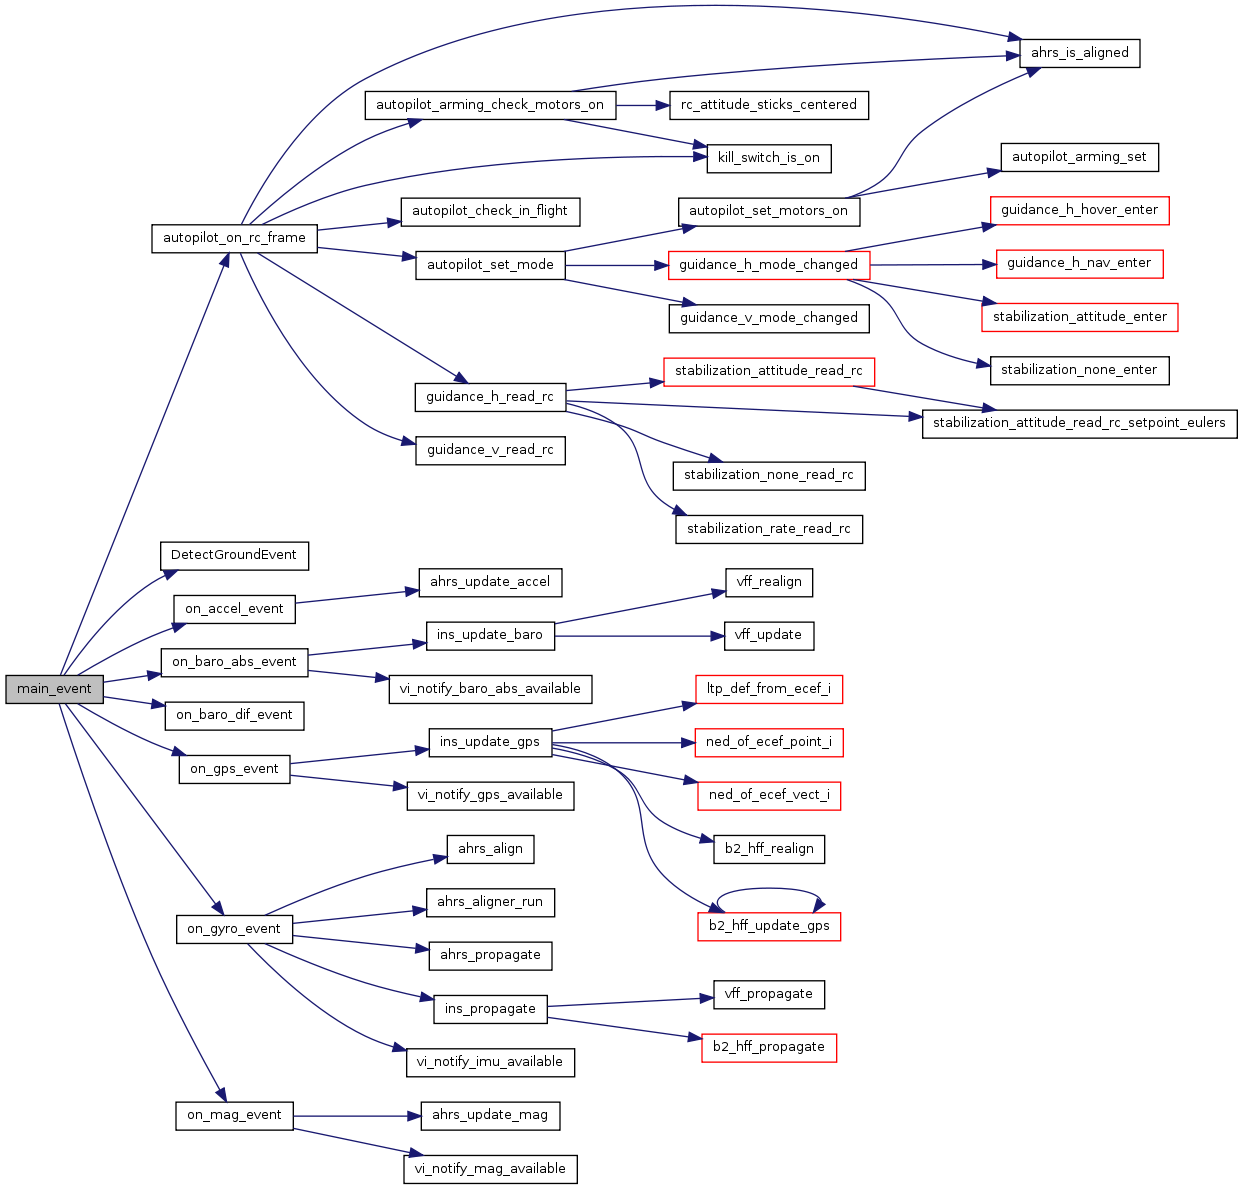 ahrs_is_aligned
autopilot_arming_check_motors_on
rc_attitude_sticks_centered
kill_switch_is_on
autopilot_arming_set
autopilot_check_in_flight
autopilot_set_motors_on
guidance_h_hover_enter
autopilot_on_rc_frame
autopilot_set_mode
guidance_h_mode_changed
guidance_h_nav_enter
guidance_v_mode_changed
stabilization_attitude_enter
stabilization_attitude_read_rc
stabilization_none_enter
guidance_h_read_rc
stabilization_attitude_read_rc_setpoint_eulers
guidance_v_read_rc
stabilization_none_read_rc
stabilization_rate_read_rc
DetectGroundEvent
ahrs_update_accel
vff_realign
on_accel_event
ins_update_baro
vff_update
on_baro_abs_event
main_event
vi_notify_baro_abs_available
ltp_def_from_ecef_i
on_baro_dif_event
ins_update_gps
ned_of_ecef_point_i
on_gps_event
vi_notify_gps_available
ned_of_ecef_vect_i
ahrs_align
b2_hff_realign
ahrs_aligner_run
on_gyro_event
b2_hff_update_gps
ahrs_propagate
ins_propagate
vff_propagate
vi_notify_imu_available
b2_hff_propagate
on_mag_event
ahrs_update_mag
vi_notify_mag_available